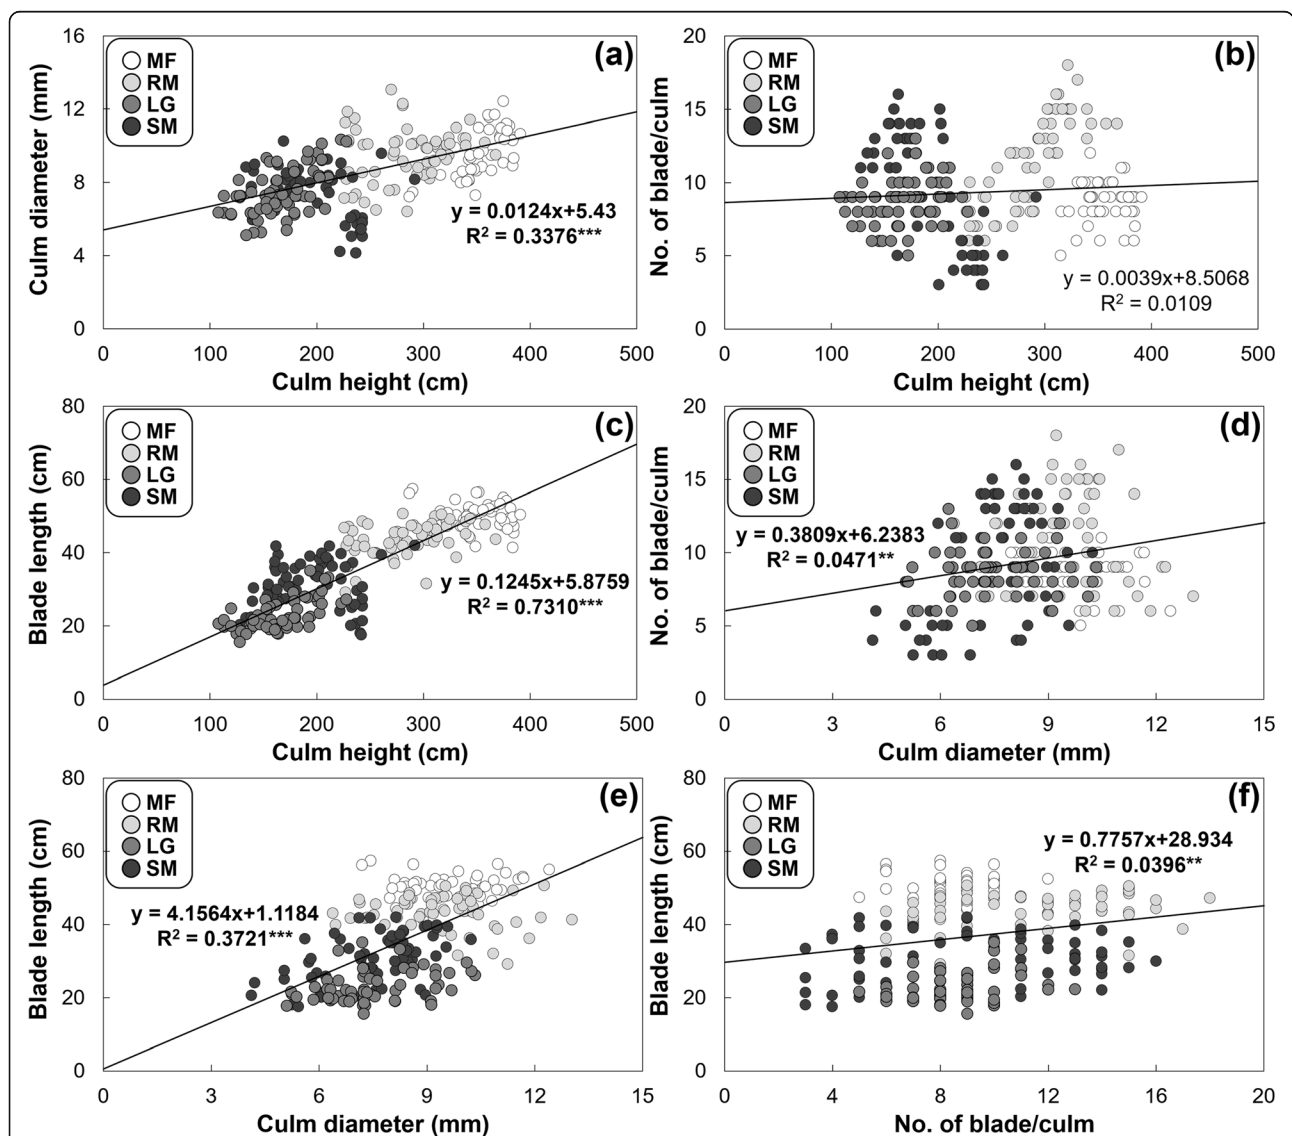 (a)
MF
RM
LG
SM
16
12
8
4
0
Culm diameter (mm)
y = 0.0124x+5.43
R² = 0.3376***
0 100 200 300 400 500
Culm height (cm)
(b)
MF
RM
LG
SM
20
15
10
5
0
No. of blade/culm
y = 0.0039x+8.5068
R² = 0.0109
0 100 200 300 400 500
Culm height (cm)
(c)
MF
RM
LG
SM
80
60
40
20
0
Blade length (cm)
y = 0.1245x+5.8759
R² = 0.7310***
0 100 200 300 400 500
Culm height (cm)
(d)
MF
RM
LG
SM
20
15
10
5
0
No. of blade/culm
y = 0.3809x+6.2383
R² = 0.0471**
0 3 6 9 12 15
Culm diameter (mm)
(e)
MF
RM
LG
SM
80
60
40
20
0
Blade length (cm)
y = 4.1564x+1.1184
R² = 0.3721***
0 3 6 9 12 15
Culm diameter (mm)
(f)
MF
RM
LG
SM
80
60
40
20
0
Blade length (cm)
y = 0.7757x+28.934
R² = 0.0396**
0 4 8 12 16 20
No. of blade/culm